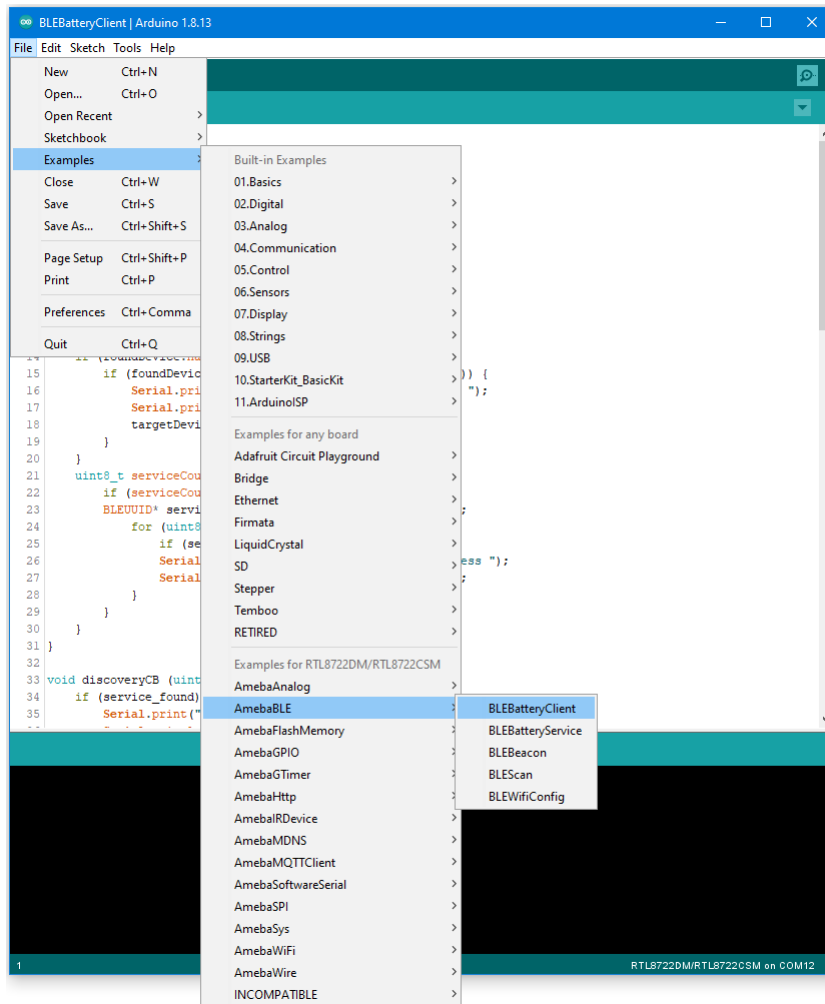 BLEBatteryClient | Arduino 1.8.13
File Edit Sketch Tools Help
New Ctrl+N
Open... Ctrl+O
Open Recent
Sketchbook
Examples
Close Ctrl+W
Save Ctrl+S
Save As... Ctrl+Shift+S
Page Setup Ctrl+Shift+P
Print Ctrl+P
Preferences Ctrl+Comma
Quit Ctrl+Q
Built-in Examples
01.Basics
02.Digital
03.Analog
04.Communication
05.Control
06.Sensors
07.Display
08.Strings
09.USB
10.StarterKit_BasicKit
11.ArduinoISP
Examples for any board
Adafruit Circuit Playground
Bridge
Ethernet
Firmata
LiquidCrystal
SD
Stepper
Temboo
RETIRED
Examples for RTL8722DM/RTL8722CSM
AmebaAnalog
AmebaBLE
AmebaFlashMemory
AmebaGPIO
AmebaGTimer
AmebaHttp
AmebaIRDevice
AmebaMDNS
AmebaMQTTClient
AmebaSoftwareSerial
AmebaSPI
AmebaSys
AmebaWiFi
AmebaWire
INCOMPATIBLE
BLEBatteryClient
BLEBatteryService
BLEBeacon
BLEScan
BLEWifiConfig
15 if (foundDevic )) {
16 Serial.pri ");
17 Serial.pri
18 targetDevi
19 }
20 }
21 uint8_t serviceCou
22 if (serviceCou
23 BLEUUID* servi ;
24 for (uint8
25 if (se
26 Serial ess ");
27 Serial ;
28 }
29 }
30 }
31 }
32
33 void discoveryCB (uint
34 if (service_found)
35 Serial.print("
1
RTL8722DM/RTL8722CSM on COM12